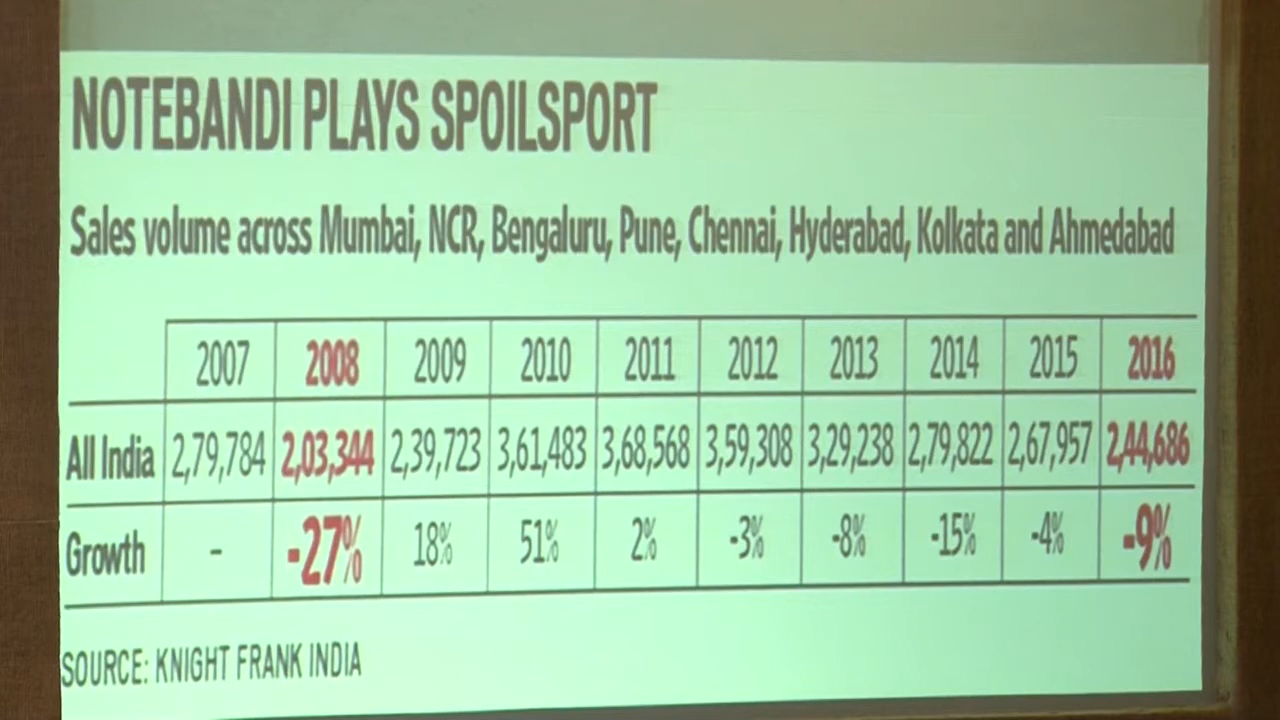 NOTEBANDI PLAYS SPOILSPORT
Sales volume across Mumbai, NCR, Bengaluru, Pune, Chennai, Hyderabad, Kolkata and Ahmedabad
2007 2008 2009 2010 2011 2012 2013 2014 2015 2016
All India 2,79,784 2,03,344 2,39,723 3,61,483 3,68,568 3,59,308 3,29,238 2,79,822 2,67,957 2,44,686
Growth - -27% 18% 51% 2% -3% -8% -15% -4% -9%
SOURCE: KNIGHT FRANK INDIA